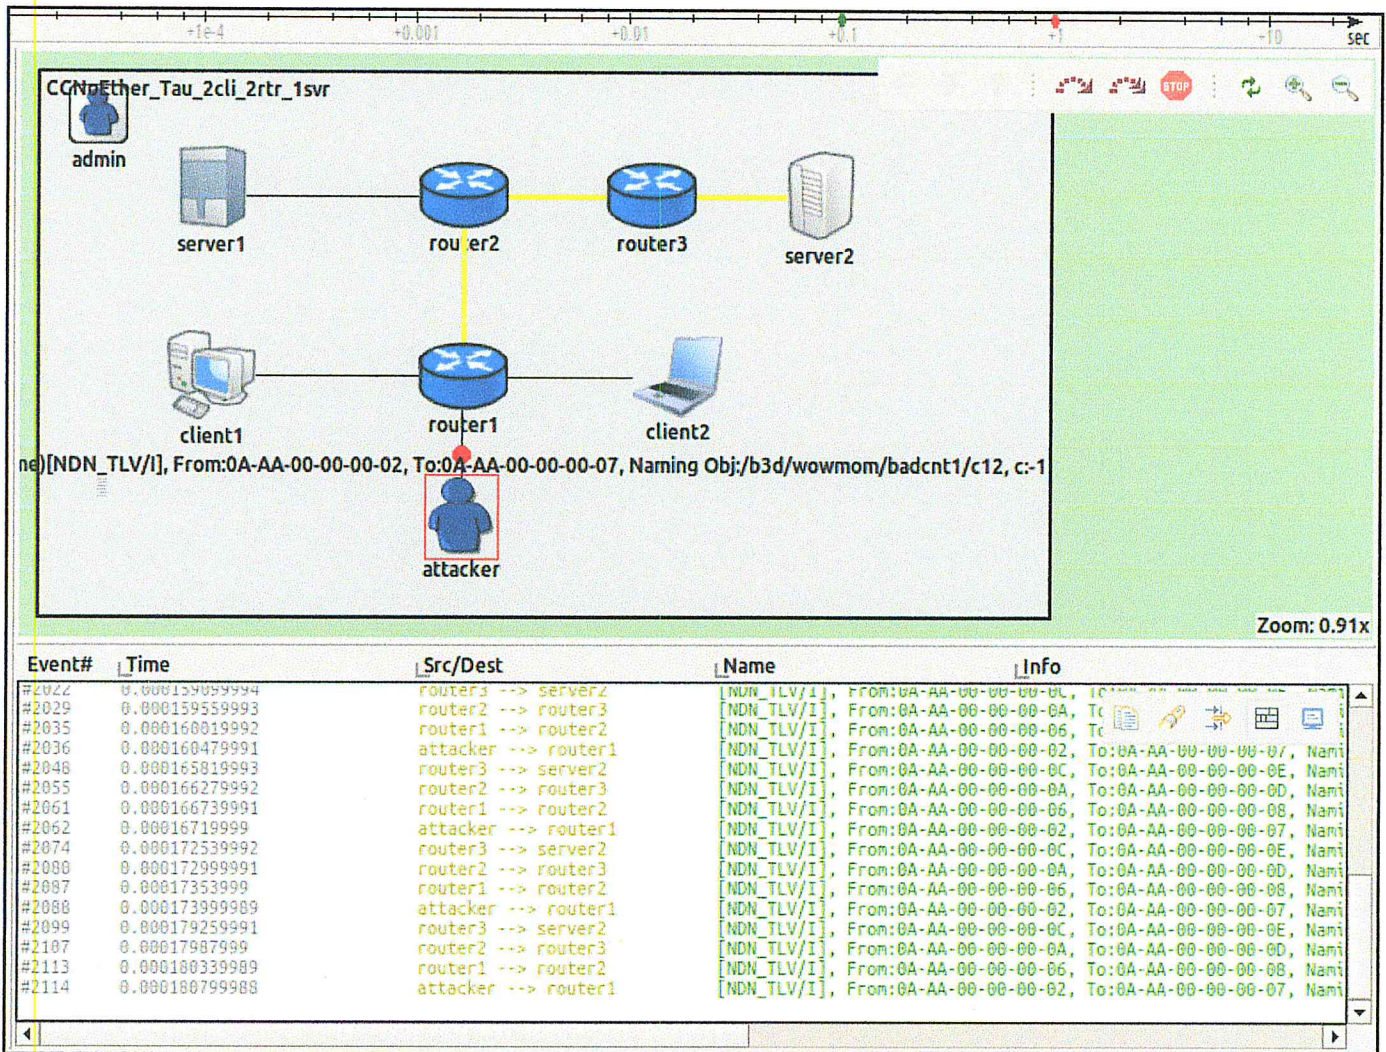 +1e-4 +0.001 +0.01 +0.1 +1 +10 sec
CCNpEther_Tau_2cli_2rtr_1svr
STOP
admin
server1 router2 router3 server2
client1 router1 client2
ne)[NDN_TLV/I], From:0A-AA-00-00-00-02, To:0A-AA-00-00-00-07, Naming Obj:/b3d/wowmom/badcnt1/c12, c:-1
attacker
Zoom: 0.91x
Event# Time Src/Dest Name Info
#2022 0.000159099994 router3 --> server2 [NDN_TLV/I], From:0A-AA-00-00-00-0C,
#2029 0.000159559993 router2 --> router3 [NDN_TLV/I], From:0A-AA-00-00-00-0A,
#2035 0.000160019992 router1 --> router2 [NDN_TLV/I], From:0A-AA-00-00-00-06,
#2036 0.000160479991 attacker --> router1 [NDN_TLV/I], From:0A-AA-00-00-00-02, To:0A-AA-00-00-00-07, Nami
#2048 0.000165819993 router3 --> server2 [NDN_TLV/I], From:0A-AA-00-00-00-0C, To:0A-AA-00-00-00-0E, Nami
#2055 0.000166279992 router2 --> router3 [NDN_TLV/I], From:0A-AA-00-00-00-0A, To:0A-AA-00-00-00-0D, Nami
#2061 0.000166739991 router1 --> router2 [NDN_TLV/I], From:0A-AA-00-00-00-06, To:0A-AA-00-00-00-08, Nami
#2062 0.00016719999 attacker --> router1 [NDN_TLV/I], From:0A-AA-00-00-00-02, To:0A-AA-00-00-00-07, Nami
#2074 0.000172539992 router3 --> server2 [NDN_TLV/I], From:0A-AA-00-00-00-0C, To:0A-AA-00-00-00-0E, Nami
#2080 0.000172999991 router2 --> router3 [NDN_TLV/I], From:0A-AA-00-00-00-0A, To:0A-AA-00-00-00-0D, Nami
#2087 0.00017353999 router1 --> router2 [NDN_TLV/I], From:0A-AA-00-00-00-06, To:0A-AA-00-00-00-08, Nami
#2088 0.000173999989 attacker --> router1 [NDN_TLV/I], From:0A-AA-00-00-00-02, To:0A-AA-00-00-00-07, Nami
#2099 0.000179259991 router3 --> server2 [NDN_TLV/I], From:0A-AA-00-00-00-0C, To:0A-AA-00-00-00-0E, Nami
#2107 0.00017987999 router2 --> router3 [NDN_TLV/I], From:0A-AA-00-00-00-0A, To:0A-AA-00-00-00-0D, Nami
#2113 0.000180339989 router1 --> router2 [NDN_TLV/I], From:0A-AA-00-00-00-06, To:0A-AA-00-00-00-08, Nami
#2114 0.000180799988 attacker --> router1 [NDN_TLV/I], From:0A-AA-00-00-00-02, To:0A-AA-00-00-00-07, Nami